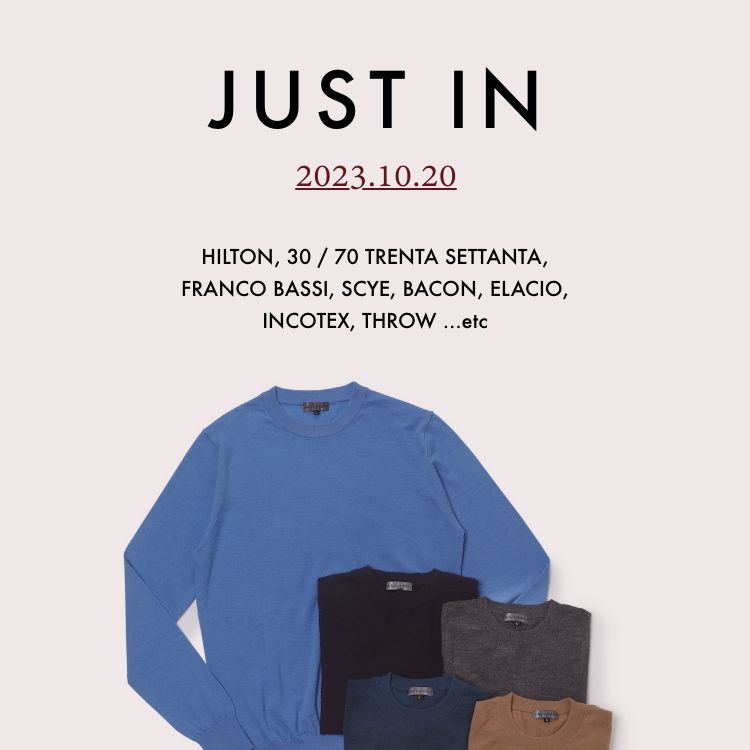 JUST IN
2023.10.20
HILTON, 30 / 70 TRENTA SETTANTA,
FRANCO BASSI, SCYE, BACON, ELACIO,
INCOTEX, THROW ...etc